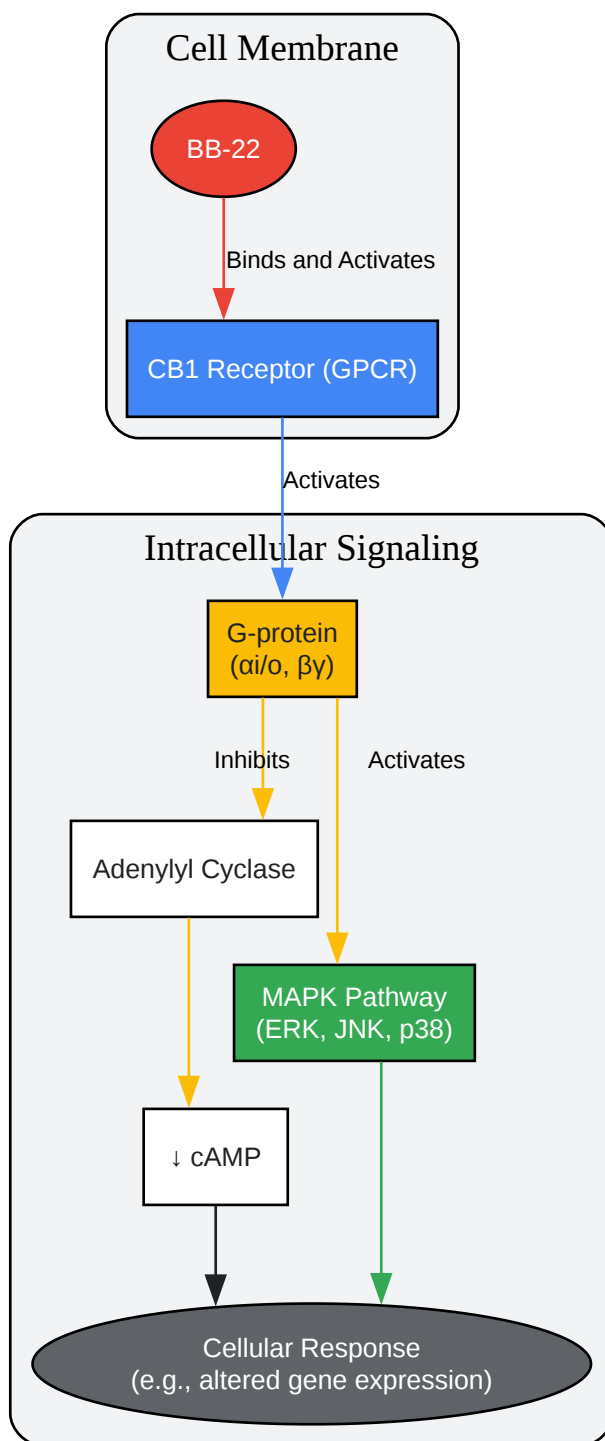 Cell Membrane
BB-22
Binds and Activates
CB1 Receptor (GPCR)
Activates
Intracellular Signaling
G-protein
(αi/o, βγ)
Inhibits
Activates
Adenylyl Cyclase
MAPK Pathway
(ERK, JNK, p38)
↓ cAMP
Cellular Response
(e.g., altered gene expression)